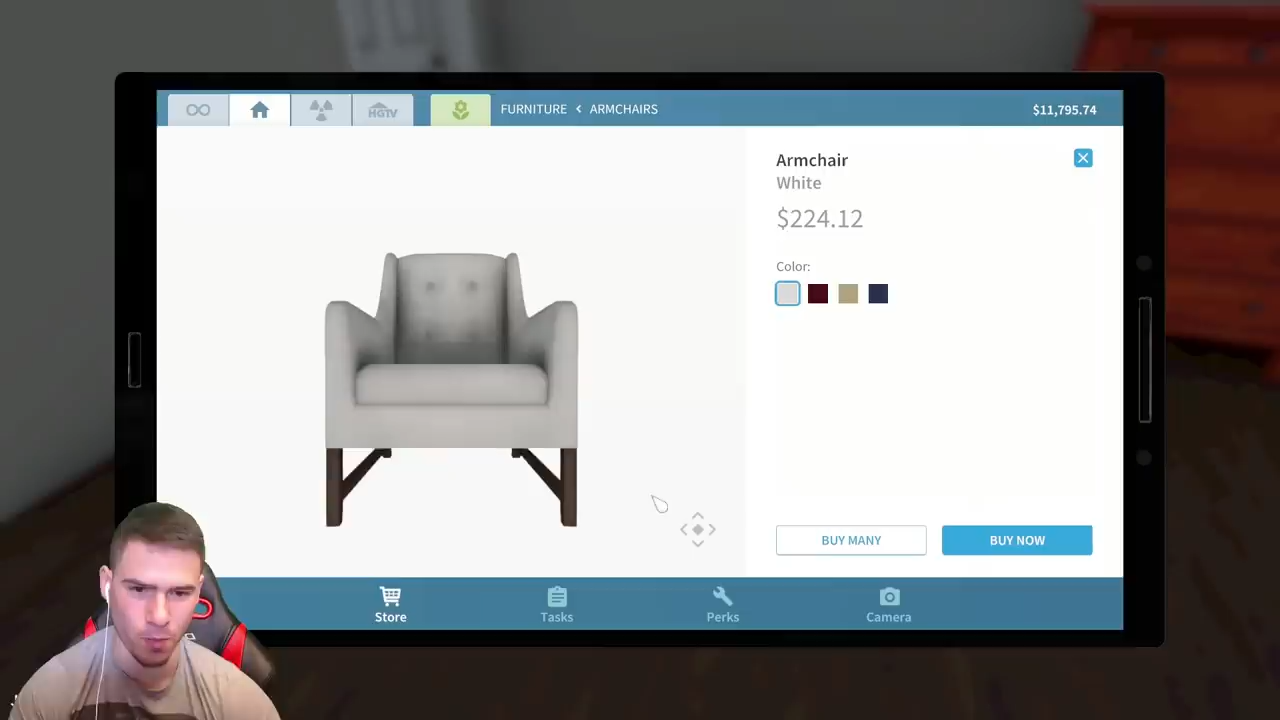 HGTV
FURNITURE < ARMCHAIRS
$11,795.74
Armchair
White
$224.12
Color:
BUY MANY
BUY NOW
Store
Tasks
Perks
Camera